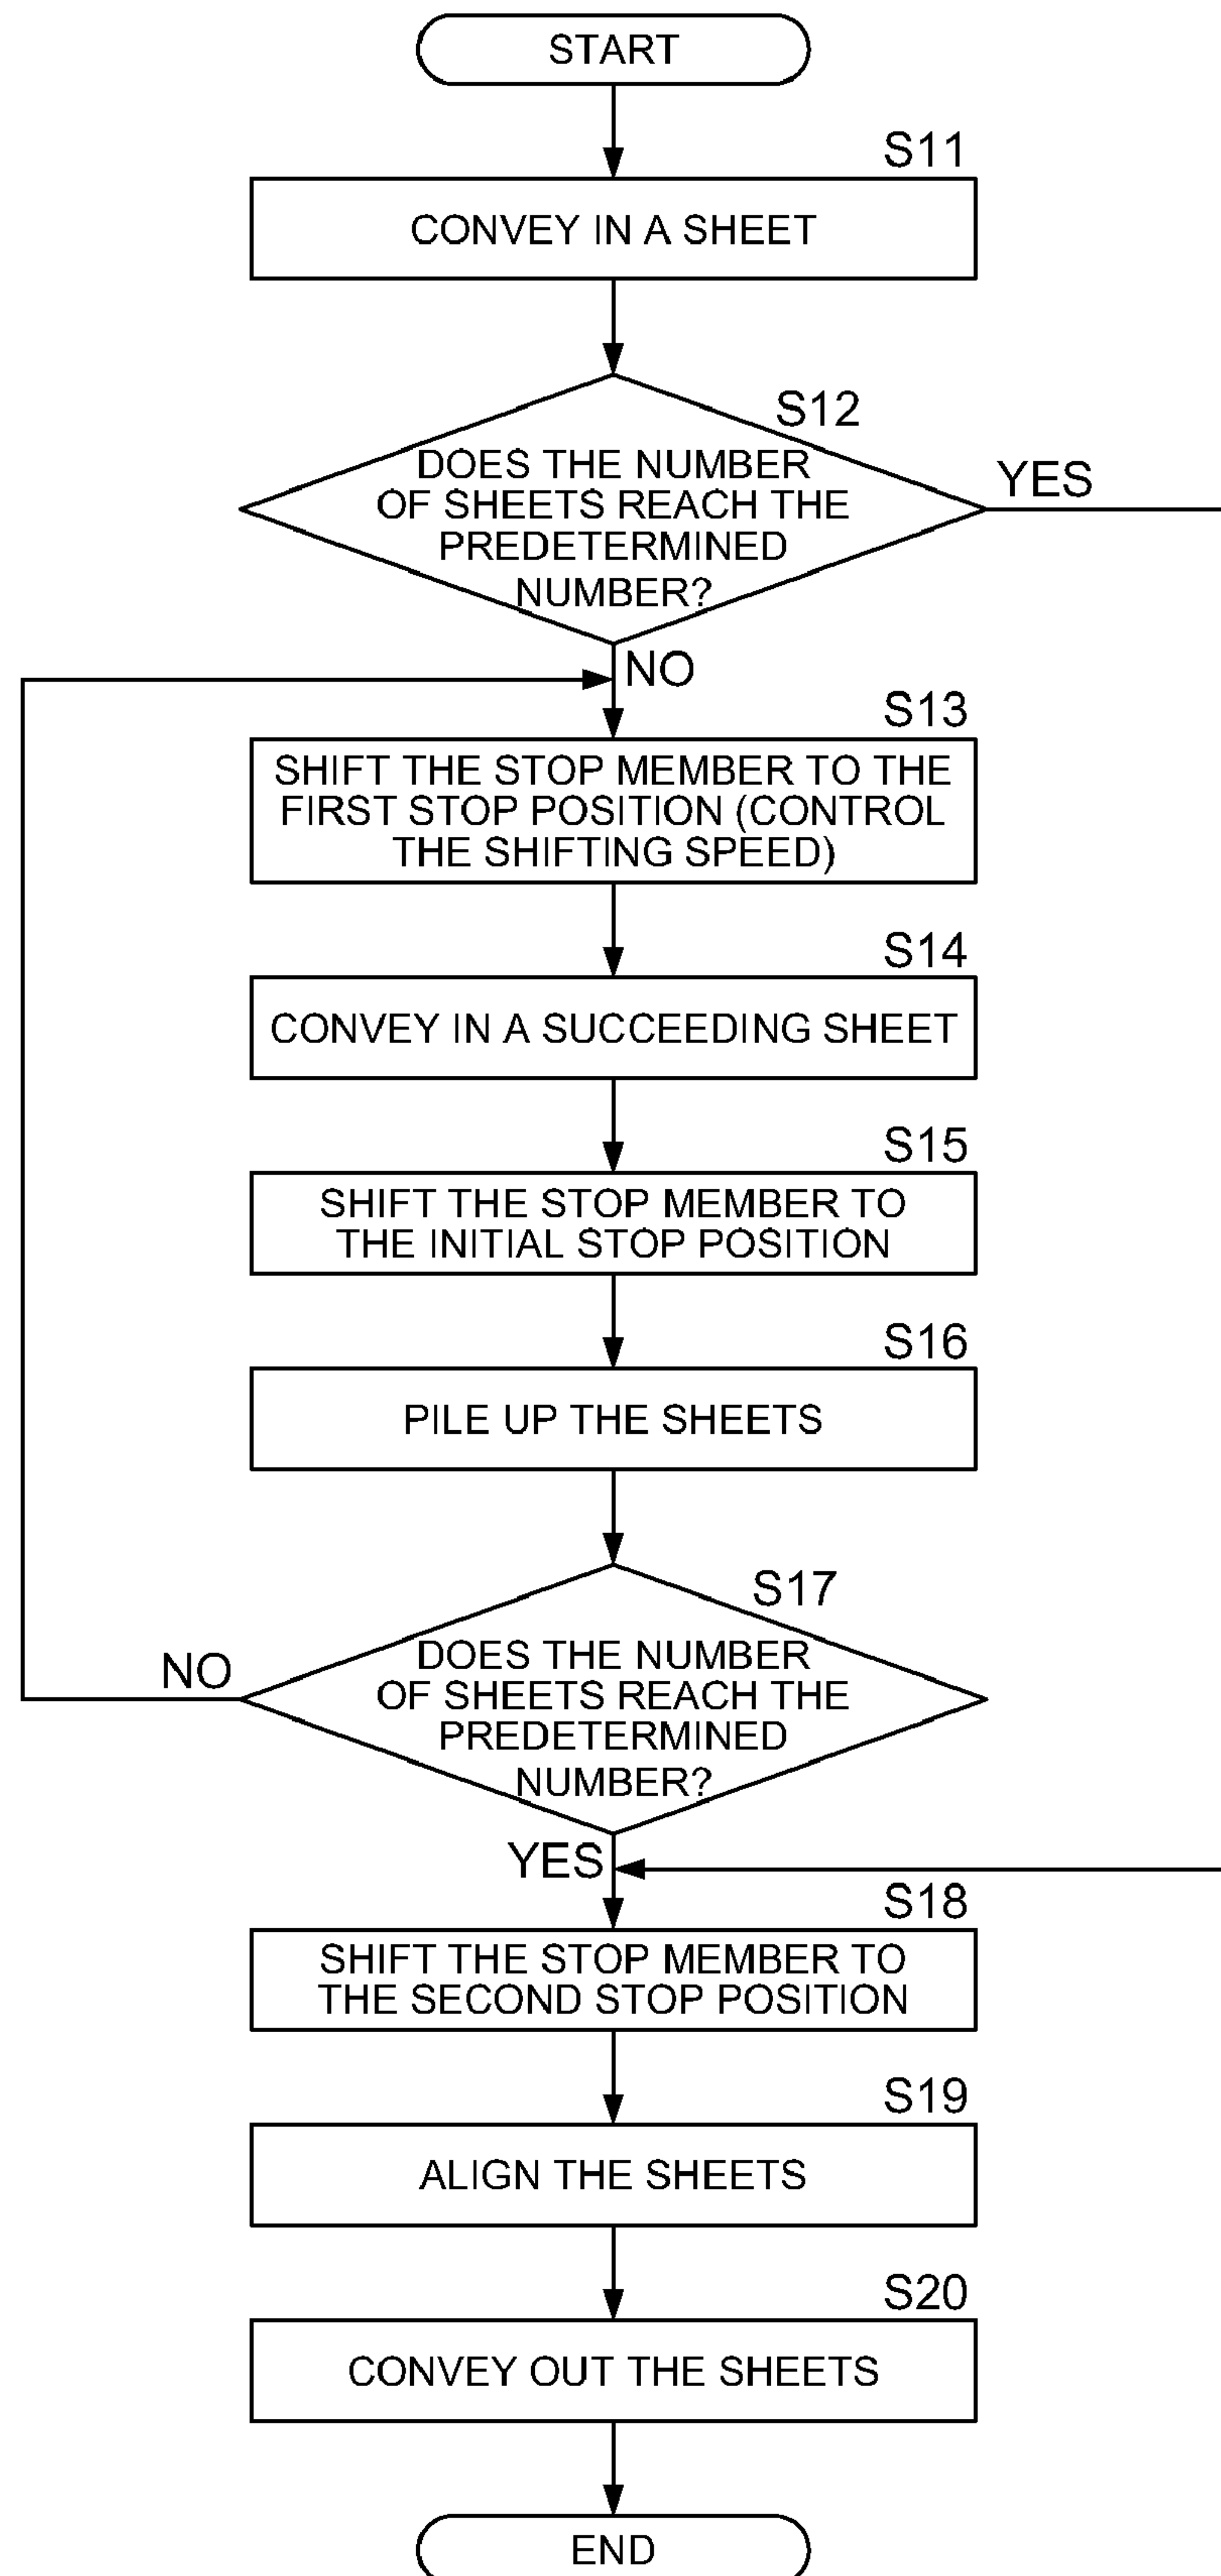 START
S11
CONVEY IN A SHEET
S12
DOES THE NUMBER
OF SHEETS REACH THE
PREDETERMINED
NUMBER?
YES
NO
S13
SHIFT THE STOP MEMBER TO THE
FIRST STOP POSITION (CONTROL
THE SHIFTING SPEED)
S14
CONVEY IN A SUCCEEDING SHEET
S15
SHIFT THE STOP MEMBER TO
THE INITIAL STOP POSITION
S16
PILE UP THE SHEETS
S17
DOES THE NUMBER
OF SHEETS REACH THE
PREDETERMINED
NUMBER?
NO
YES
S18
SHIFT THE STOP MEMBER TO
THE SECOND STOP POSITION
S19
ALIGN THE SHEETS
S20
CONVEY OUT THE SHEETS
END